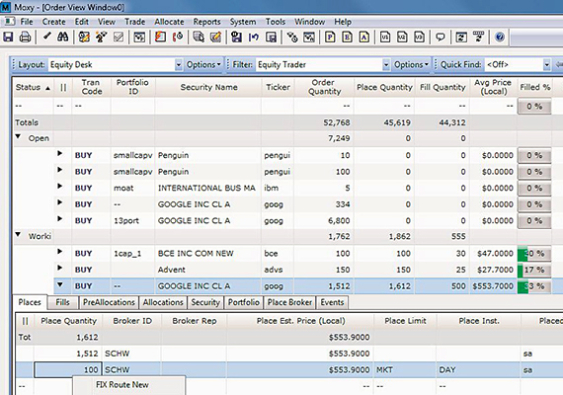 Moxy - [Order View Window0]
File Create Edit View Trade Allocate Reports System Tools Window Help
Layout: Equity Desk Options Filter: Equity Trader Options Quick Find: <Off>
Status || Tran Code Portfolio ID Security Name Ticker Order Quantity Place Quantity Fill Quantity Avg Price (Local) Filled %
-- -- -- -- -- -- -- 0 %
Totals 52,768 45,619 44,312
Open 7,249 0 0
BUY smallcapv Penguin pengui 10 0 0 $0.0000 0 %
BUY smallcapv Penguin pengui 100 0 0 $0.0000 0 %
BUY moat INTERNATIONAL BUS MA ibm 5 0 0 $0.0000 0 %
BUY -- GOOGLE INC CL A goog 334 0 0 $0.0000 0 %
BUY 13port GOOGLE INC CL A goog 6,800 0 0 $0.0000 0 %
Worki 1,762 1,862 555
BUY 1cap_1 BCE INC COM NEW bce 100 100 30 $47.0000 30 %
BUY Advent advs 150 150 25 $27.7000 17 %
BUY -- GOOGLE INC CL A goog 1,512 1,612 500 $553.7000 33 %
Places Fills PreAllocations Allocations Security Portfolio Place Broker Events
|| Place Quantity Broker ID Broker Rep Place Est. Price (Local) Place Limit Place Inst. Placed
Tot 1,612 $553.9000
1,512 SCHW $553.9000 sa
100 SCHW $553.9000 MKT DAY sa
-- FIX Route New -- -- --